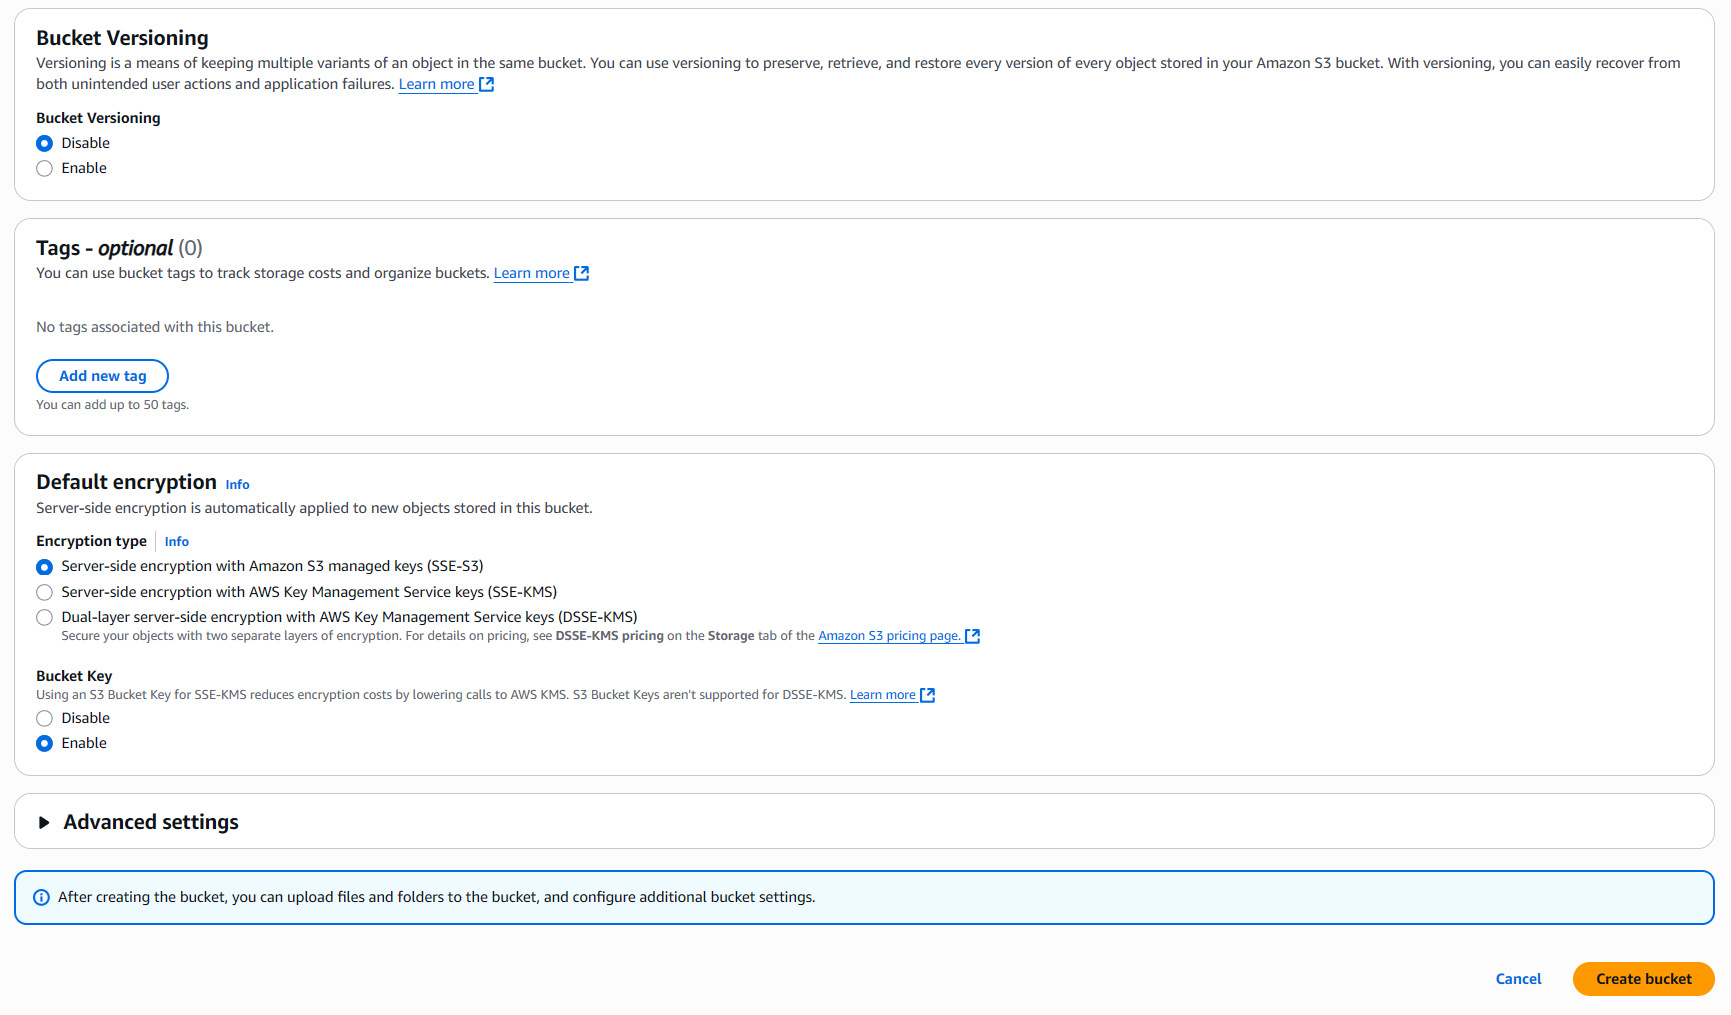 Bucket Versioning
Versioning is a means of keeping multiple variants of an object in the same bucket. You can use versioning to preserve, retrieve, and restore every version of every object stored in your Amazon S3 bucket. With versioning, you can easily recover from
both unintended user actions and application failures. Learn more
Bucket Versioning
Disable
Enable
Tags - optional (0)
You can use bucket tags to track storage costs and organize buckets. Learn more
No tags associated with this bucket.
Add new tag
You can add up to 50 tags.
Default encryption Info
Server-side encryption is automatically applied to new objects stored in this bucket.
Encryption type Info
Server-side encryption with Amazon S3 managed keys (SSE-S3)
Server-side encryption with AWS Key Management Service keys (SSE-KMS)
Dual-layer server-side encryption with AWS Key Management Service keys (DSSE-KMS)
Secure your objects with two separate layers of encryption. For details on pricing, see DSSE-KMS pricing on the Storage tab of the Amazon S3 pricing page.
Bucket Key
Using an S3 Bucket Key for SSE-KMS reduces encryption costs by lowering calls to AWS KMS. S3 Bucket Keys aren't supported for DSSE-KMS. Learn more
Disable
Enable
Advanced settings
After creating the bucket, you can upload files and folders to the bucket, and configure additional bucket settings.
Cancel Create bucket